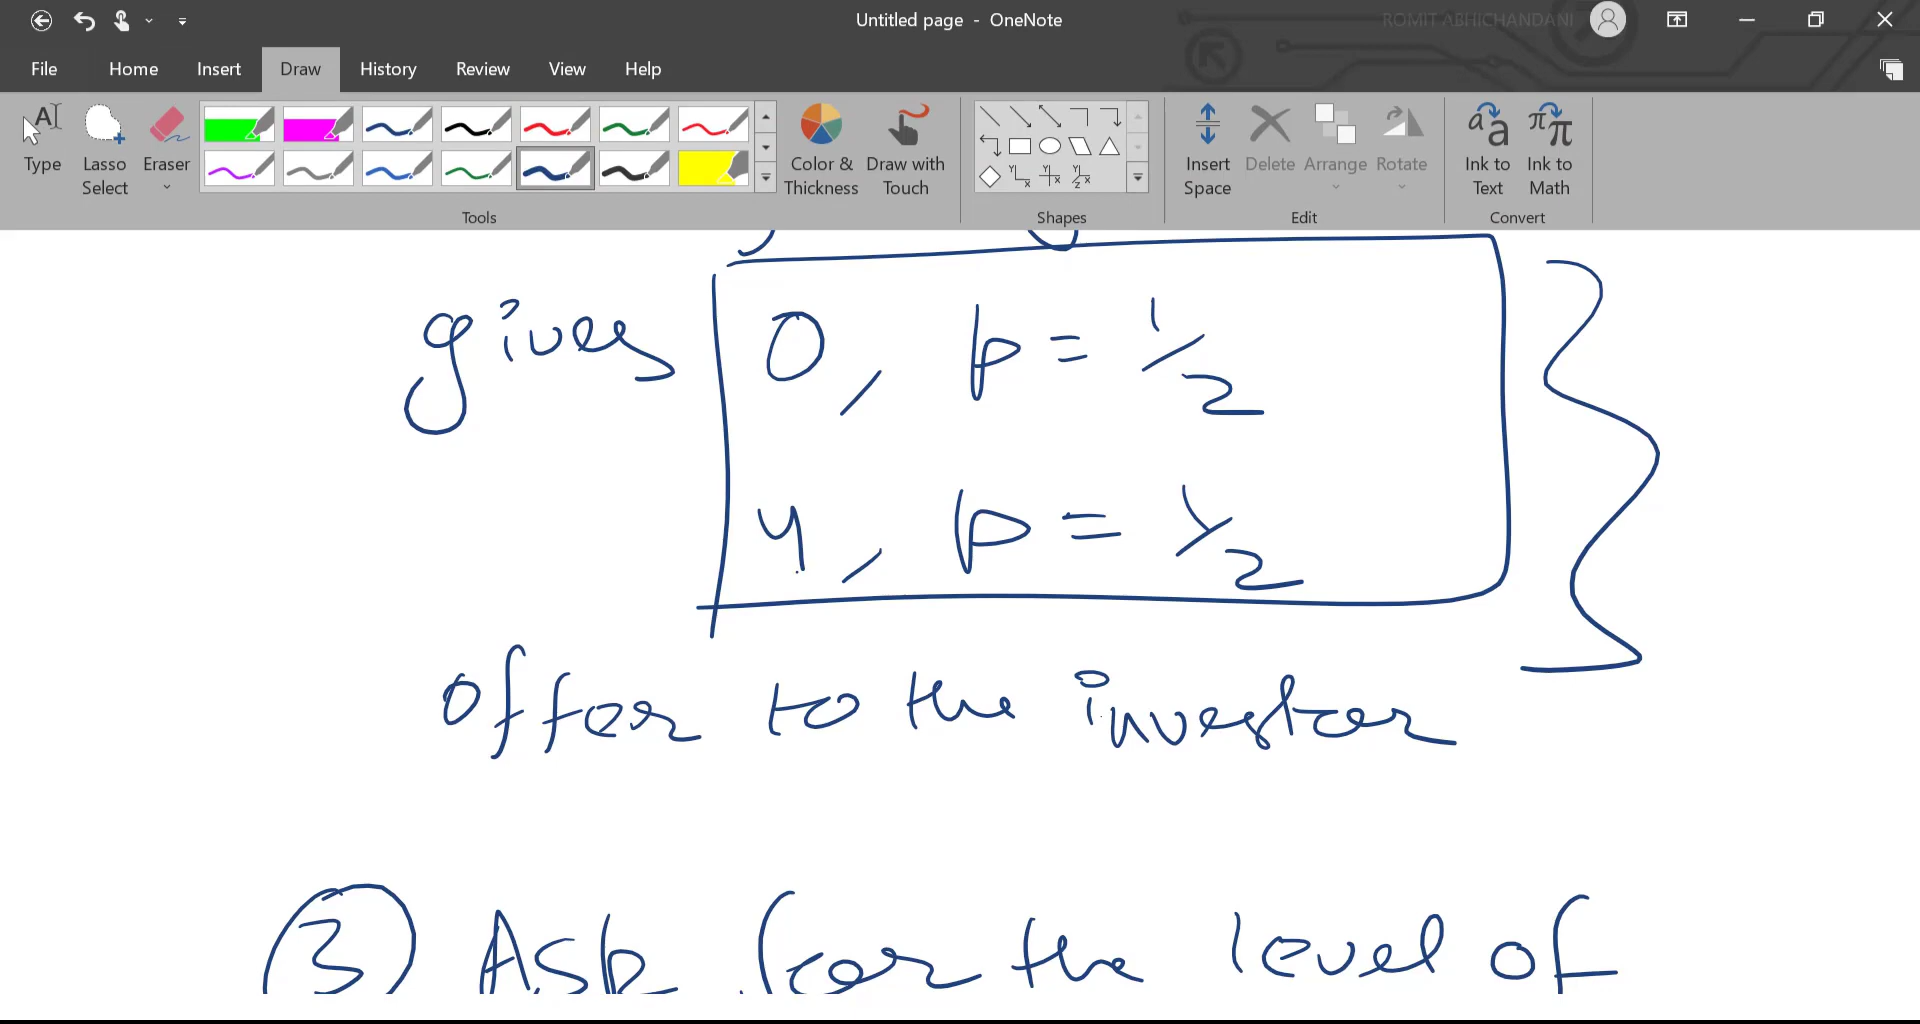 Untitled page - OneNote
ROMIT ABHICHANDANI
File Home Insert Draw History Review View Help
Type
Lasso Select
Eraser
Color & Thickness
Draw with Touch
Insert Space
Delete
Arrange
Rotate
Ink to Text
Ink to Math
Tools
Shapes
Edit
Convert
gives 0, p = 1/2
4, p = 1/2
offer to the investor
③ Ask for the level of